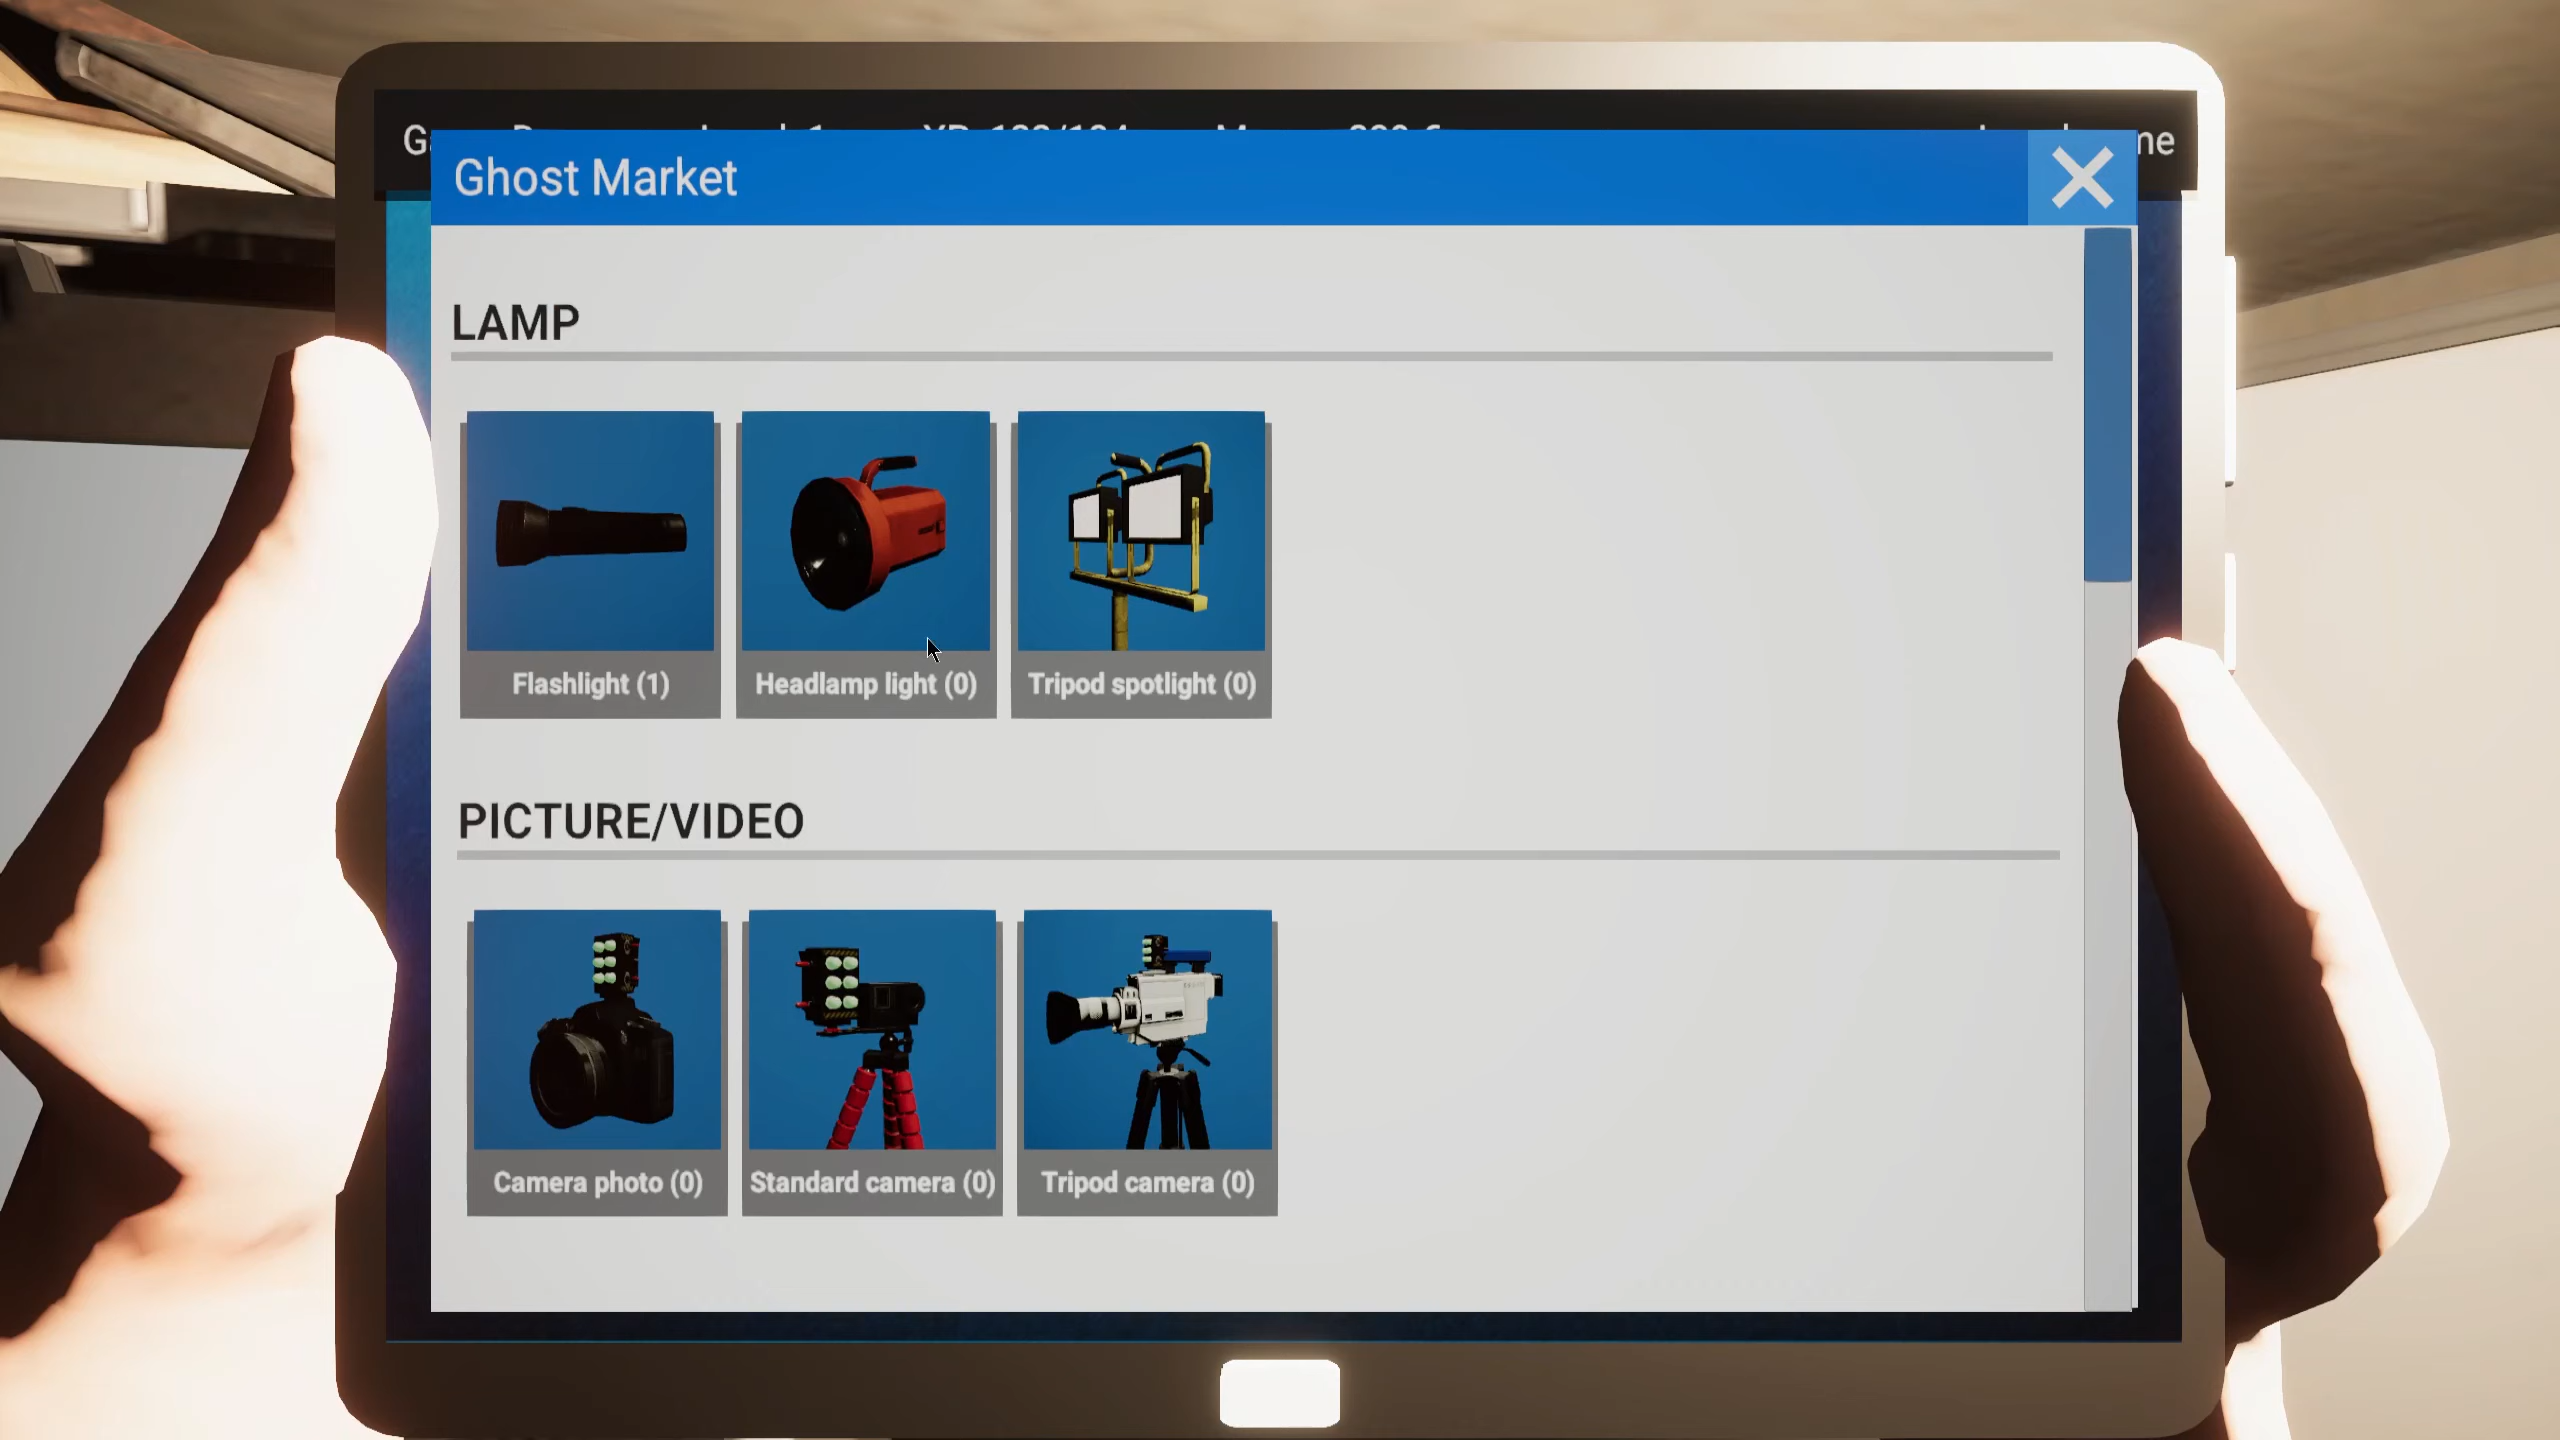 Ghost Market
LAMP
Flashlight (1)
Headlamp light (0)
Tripod spotlight (0)
PICTURE/VIDEO
Camera photo (0)
Standard camera (0)
Tripod camera (0)